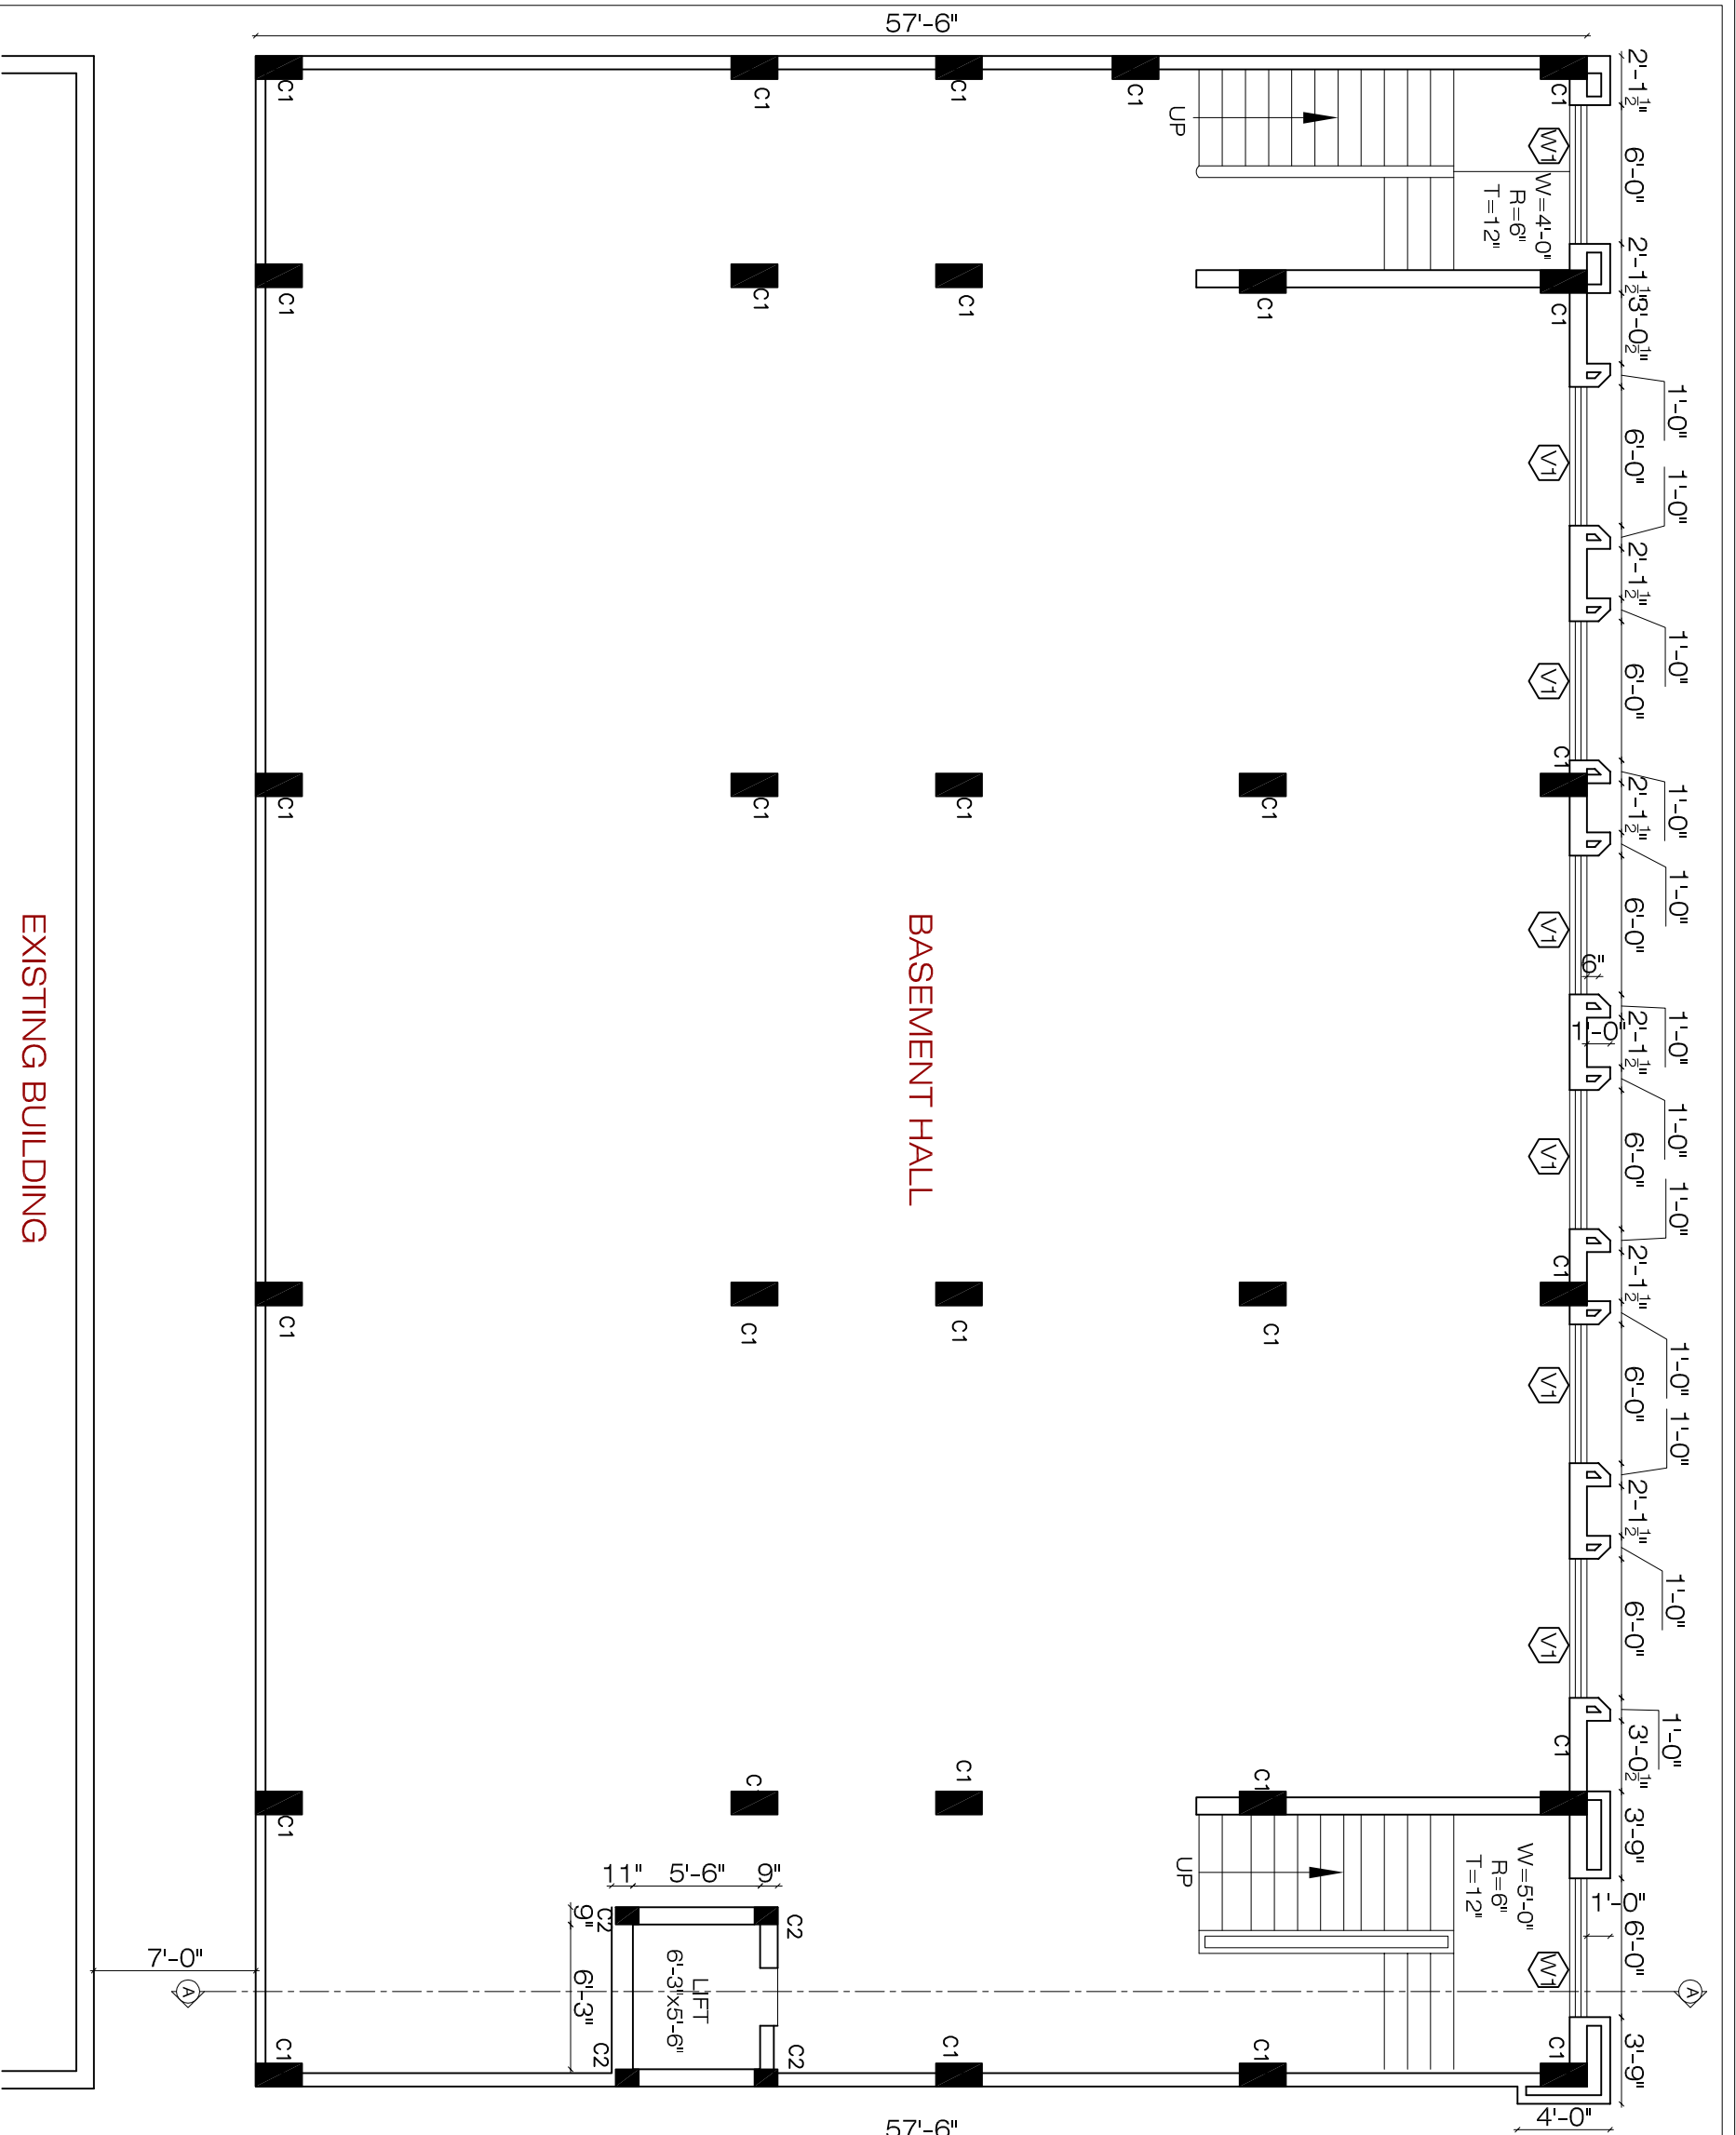 57'-6"
2'-1½"
6'-0"
2'-1½"
3'-0½"
1'-0"
6'-0"
1'-0"
2'-1½"
1'-0"
6'-0"
1'-0"
2'-1½"
1'-0"
6'-0"
6"
1'-0"
1'-0"
2'-1½"
1'-0"
6'-0"
1'-0"
2'-1½"
1'-0"
6'-0"
1'-0"
2'-1½"
1'-0"
6'-0"
1'-0"
3'-0½"
3'-9"
1'-0"
6'-0"
3'-9"
4'-0"
C1
C1
C1
C1
C1
UP
W1
W=4'-0"
R=6"
T=12"
C1
C1
C1
C1
C1
V1
V1
C1
C1
C1
C1
C1
V1
BASEMENT HALL
EXISTING BUILDING
V1
C1
C1
C1
C1
C1
V1
V1
C1
C1
C1
C
C1
W=5'-0"
R=6"
T=12"
UP
W1
11"
5'-6"
9"
C2
C2
9"
6'-3"
LIFT
6'-3"x5'-6"
C2
C2
7'-0"
A
A
C1
C1
C1
C1
57'-6"